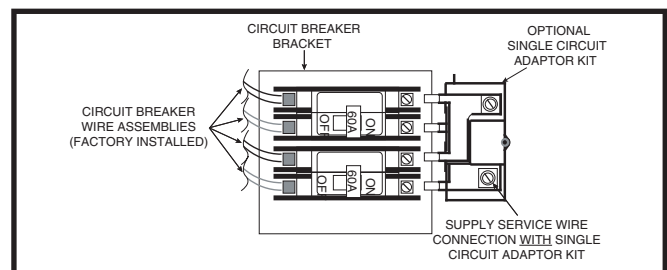 CIRCUIT BREAKER
BRACKET
OPTIONAL
SINGLE CIRCUIT
ADAPTOR KIT
CIRCUIT BREAKER
WIRE ASSEMBLIES
(FACTORY INSTALLED)
OFF
60A
ON
OFF
60A
ON
SUPPLY SERVICE WIRE
CONNECTION WITH SINGLE
CIRCUIT ADAPTOR KIT